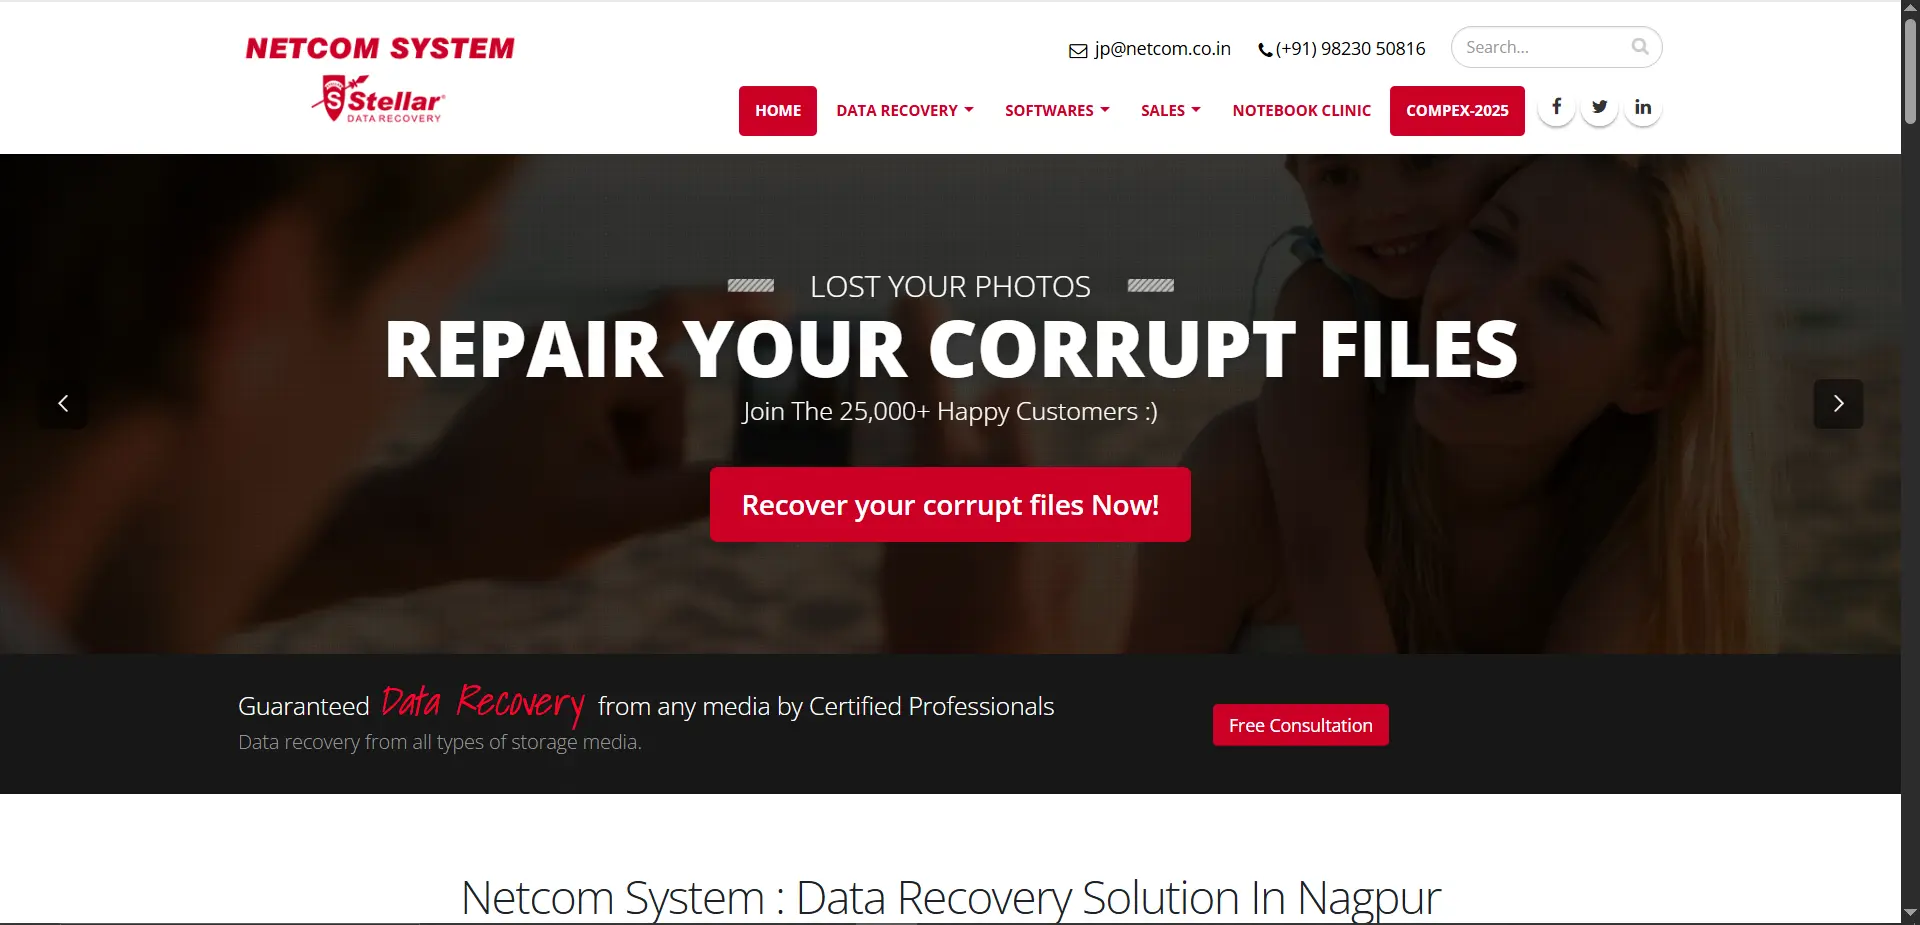 NETCOM SYSTEM
Stellar
DATA RECOVERY
jp@netcom.co.in
(+91) 98230 50816
Search...
HOME
DATA RECOVERY
SOFTWARES
SALES
NOTEBOOK CLINIC
COMPEX-2025
LOST YOUR PHOTOS
REPAIR YOUR CORRUPT FILES
Join The 25,000+ Happy Customers :)
Recover your corrupt files Now!
Guaranteed Data Recovery from any media by Certified Professionals
Data recovery from all types of storage media.
Free Consultation
Netcom System : Data Recovery Solution In Nagpur